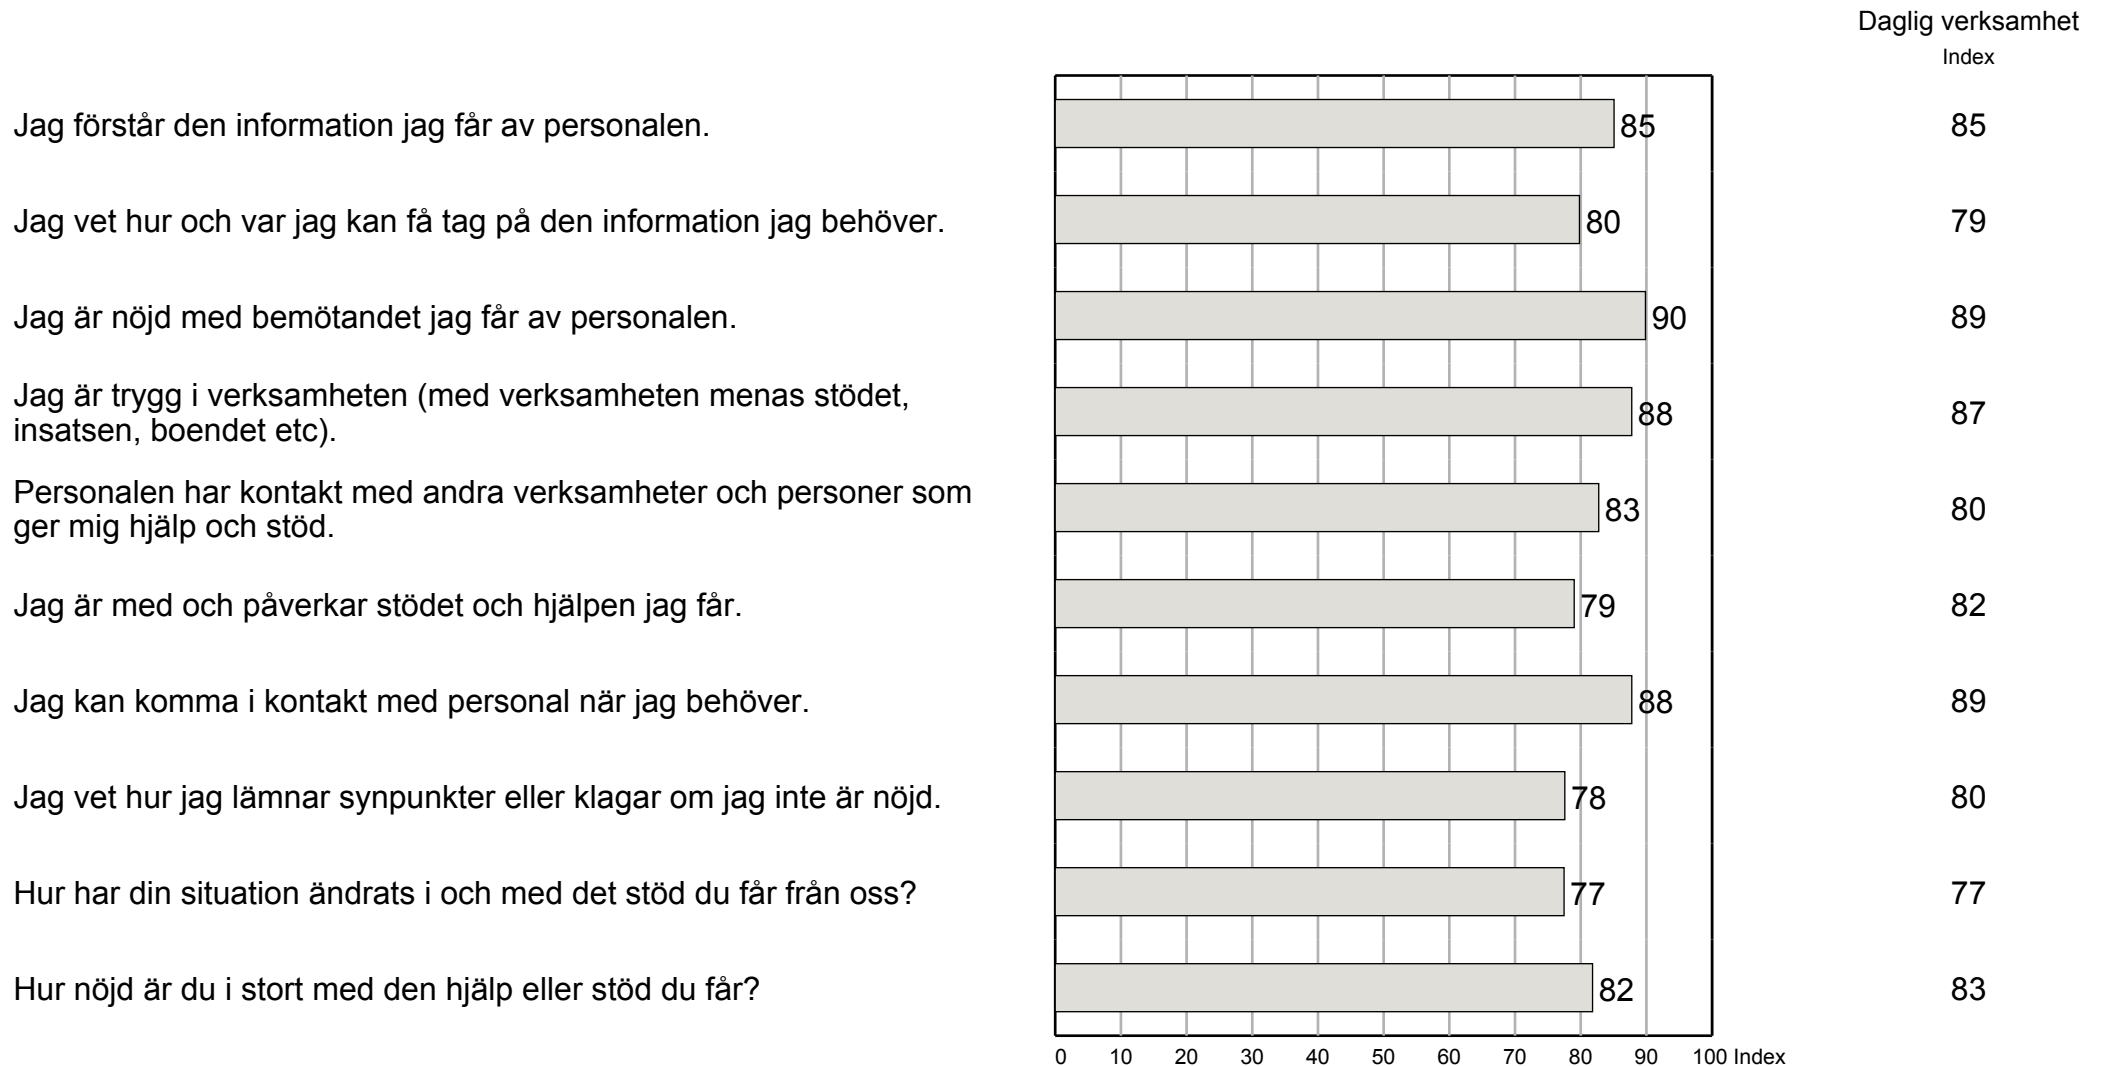 Daglig verksamhet
Index
Jag förstår den information jag får av personalen. 85 85
Jag vet hur och var jag kan få tag på den information jag behöver. 80 79
Jag är nöjd med bemötandet jag får av personalen. 90 89
Jag är trygg i verksamheten (med verksamheten menas stödet,
insatsen, boendet etc). 88 87
Personalen har kontakt med andra verksamheter och personer som
ger mig hjälp och stöd. 83 80
Jag är med och påverkar stödet och hjälpen jag får. 79 82
Jag kan komma i kontakt med personal när jag behöver. 88 89
Jag vet hur jag lämnar synpunkter eller klagar om jag inte är nöjd. 78 80
Hur har din situation ändrats i och med det stöd du får från oss? 77 77
Hur nöjd är du i stort med den hjälp eller stöd du får? 82 83
0 10 20 30 40 50 60 70 80 90 100 Index